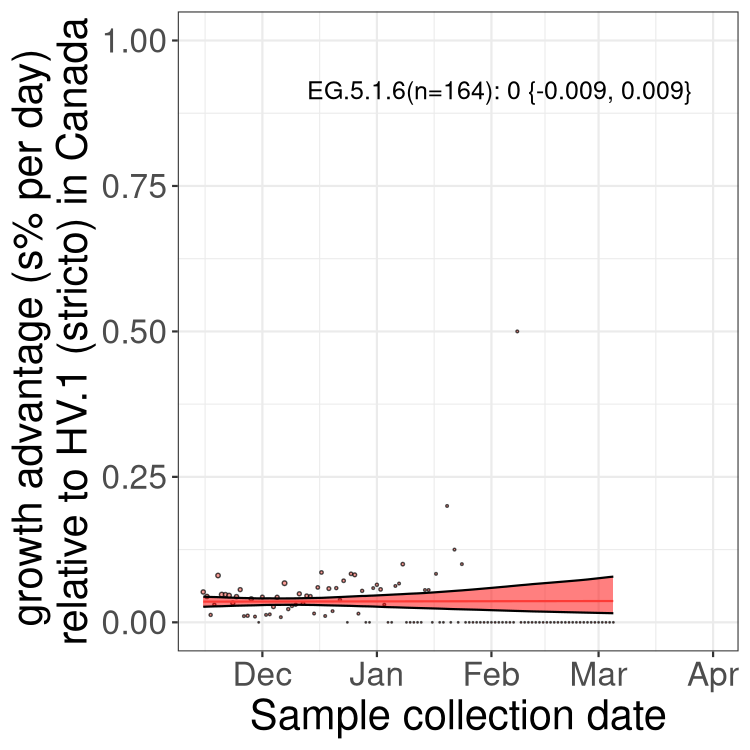 growth advantage (s% per day)
relative to HV.1 (stricto) in Canada
1.00
0.75
0.50
0.25
0.00
EG.5.1.6(n=164): 0 {-0.009, 0.009}
Dec Jan Feb Mar Apr
Sample collection date